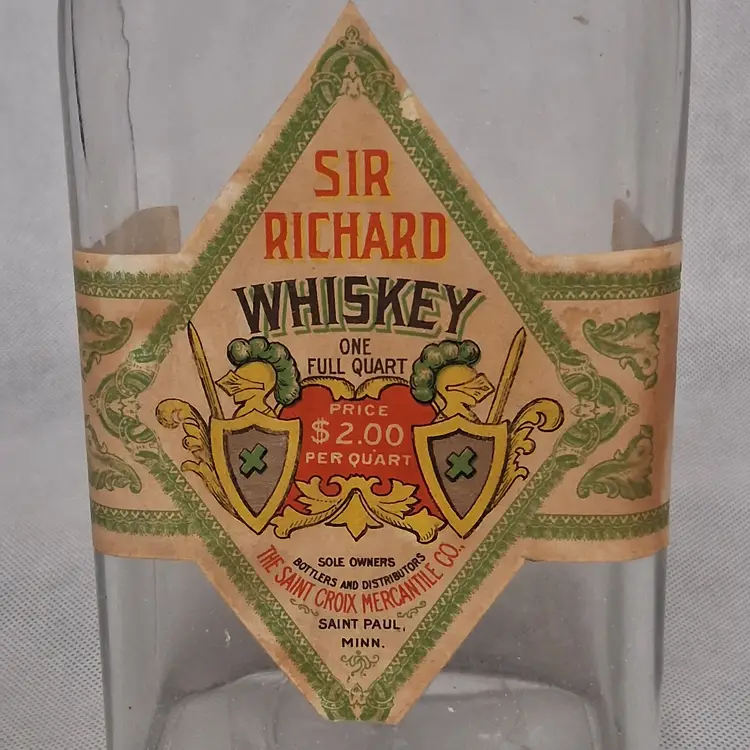 SIR
RICHARD
WHISKEY
ONE
FULL QUART
PRICE
$2.00
PER QUART
SOLE OWNERS
BOTTLERS AND DISTRIBUTORS
THE SAINT CROIX MERCANTILE CO.,
SAINT PAUL,
MINN.